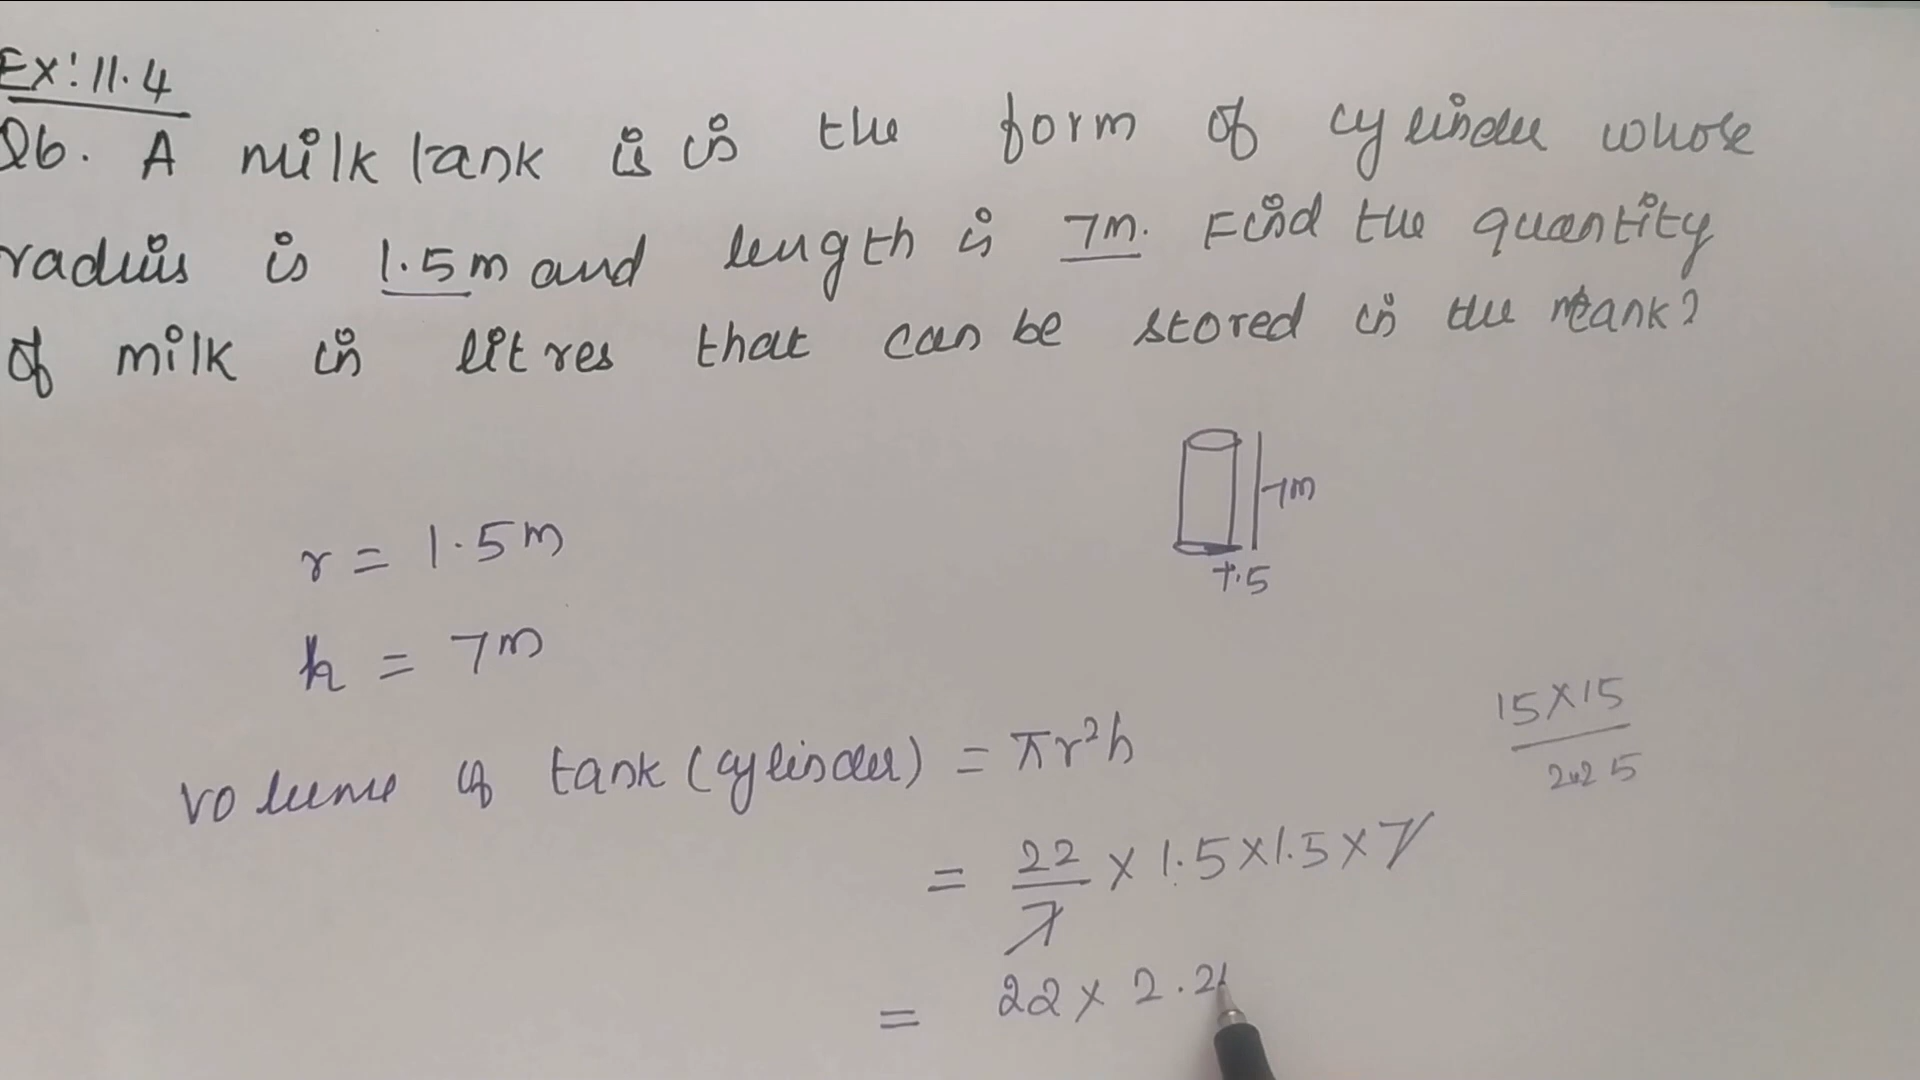 Ex: 11.4
Q6. A milk tank is in the form of cylinder whose
radius is 1.5m and length is 7m. Find the quantity
of milk in litres that can be stored in the tank?
7m
1.5
r = 1.5m
h = 7m
15×15
225
volume of tank (cylinder) = πr²h
= 22/7 × 1.5×1.5×7
= 22× 2.2